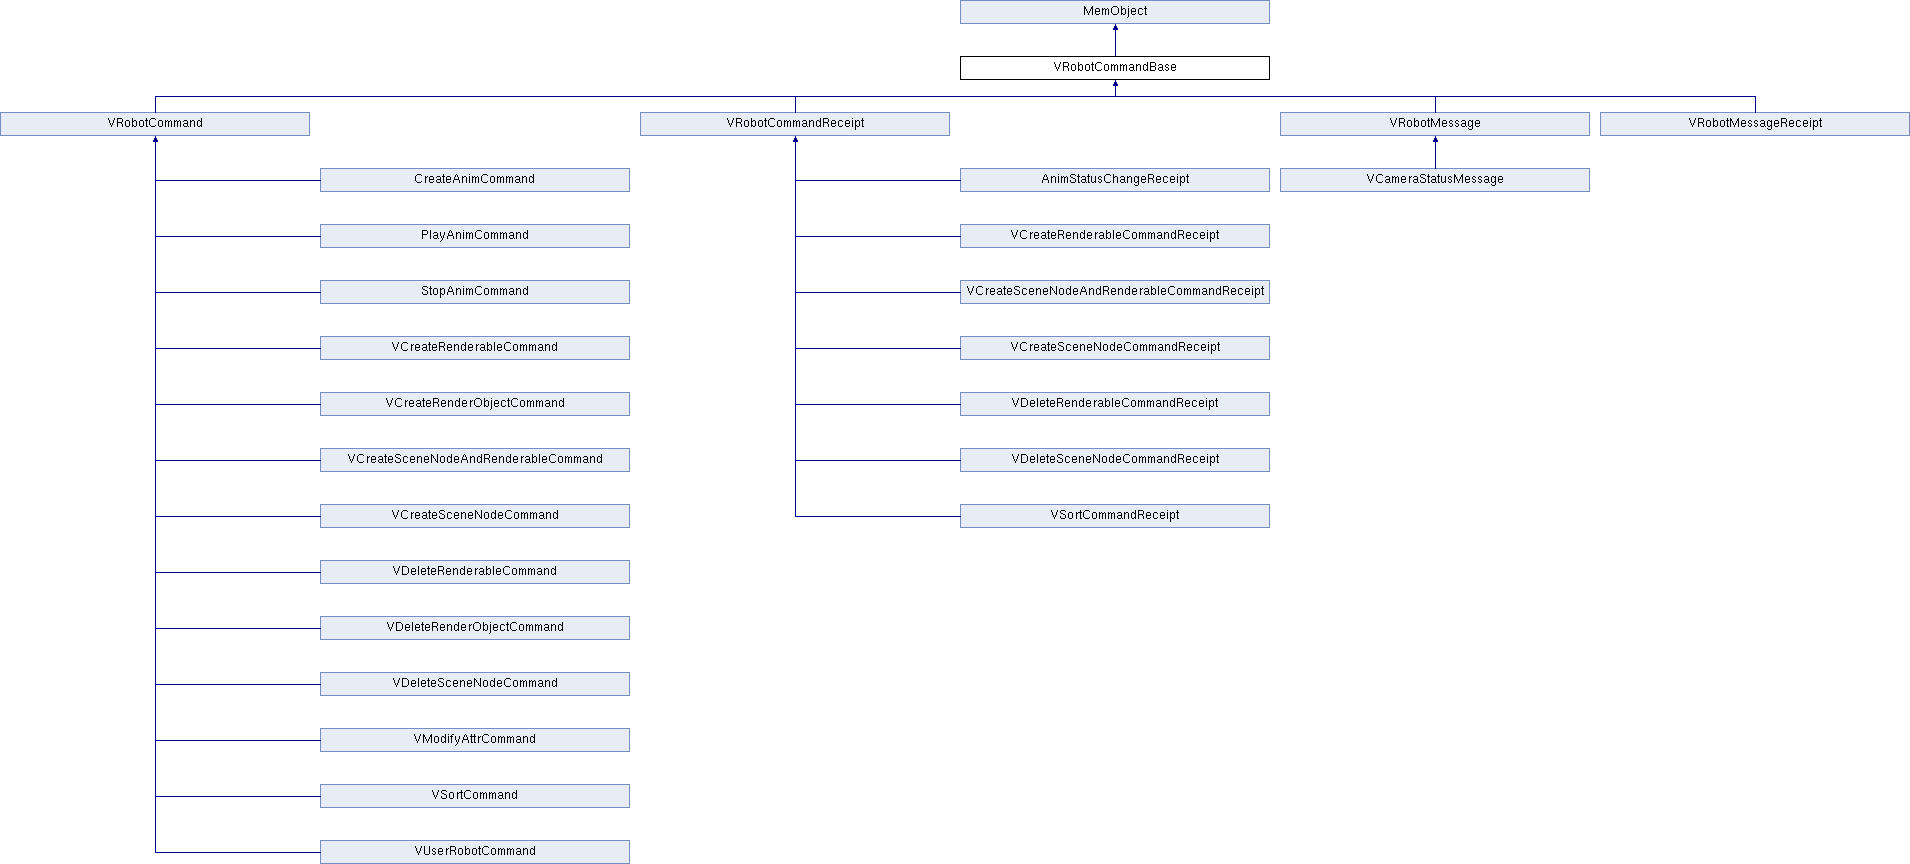 MemObject
VRobotCommandBase
VRobotCommand
VRobotCommandReceipt
VRobotMessage
VRobotMessageReceipt
CreateAnimCommand
AnimStatusChangeReceipt
VCameraStatusMessage
PlayAnimCommand
VCreateRenderableCommandReceipt
StopAnimCommand
VCreateSceneNodeAndRenderableCommandReceipt
VCreateRenderableCommand
VCreateSceneNodeCommandReceipt
VCreateRenderObjectCommand
VDeleteRenderableCommandReceipt
VCreateSceneNodeAndRenderableCommand
VDeleteSceneNodeCommandReceipt
VCreateSceneNodeCommand
VSortCommandReceipt
VDeleteRenderableCommand
VDeleteRenderObjectCommand
VDeleteSceneNodeCommand
VModifyAttrCommand
VSortCommand
VUserRobotCommand